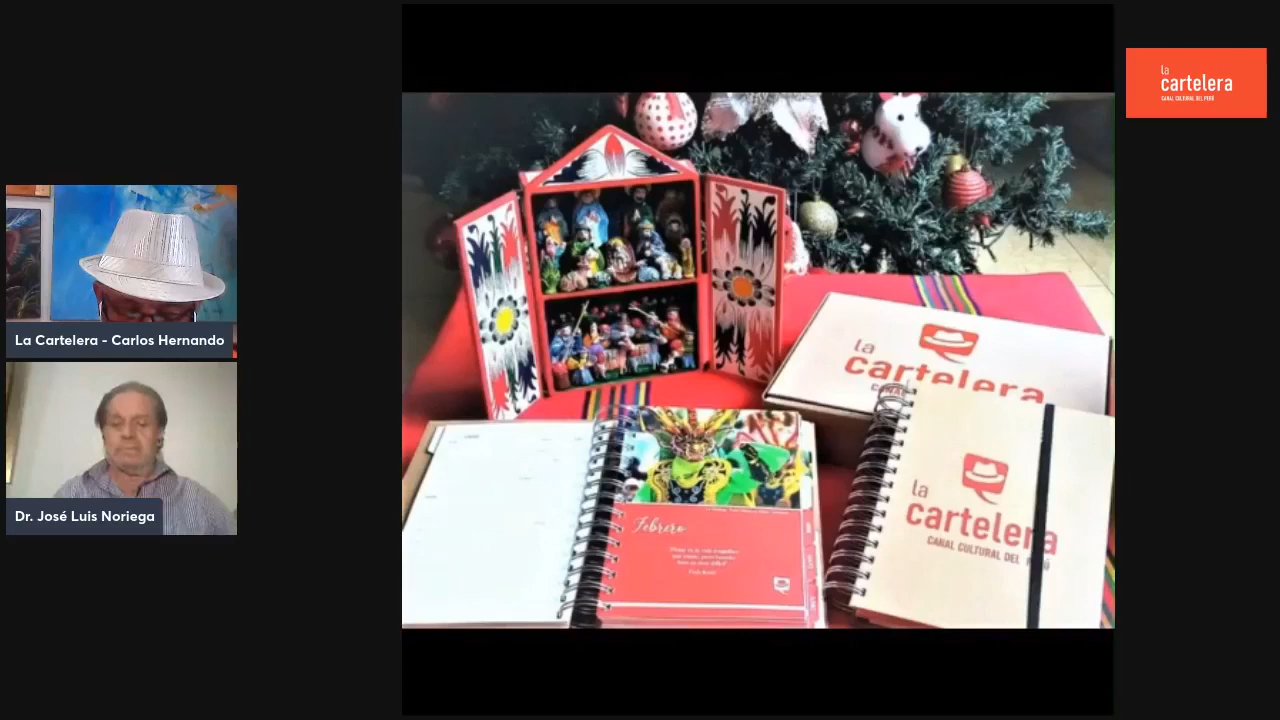 La Cartelera - Carlos Hernando
Dr. José Luis Noriega
la
cartelera
CANAL CULTURAL DEL PERÚ
la
cartelera
Febrero
la
cartelera
CANAL CULTURAL DEL